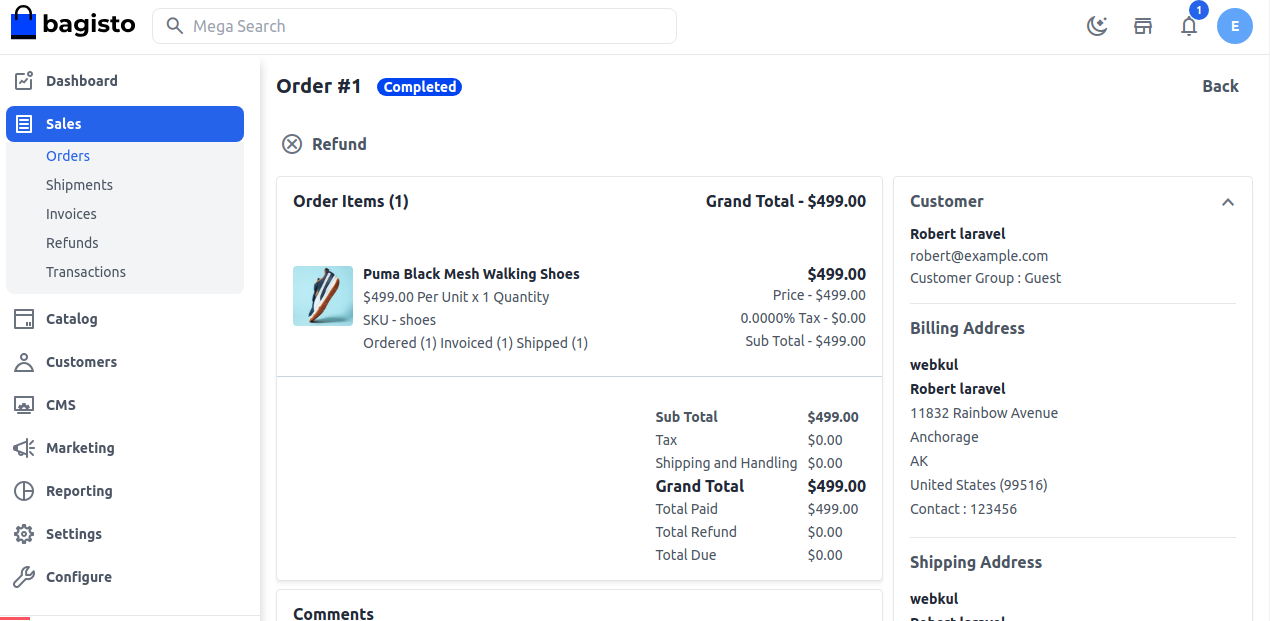 bagisto
Mega Search
1
E
Dashboard
Sales
Orders
Shipments
Invoices
Refunds
Transactions
Catalog
Customers
CMS
Marketing
Reporting
Settings
Configure
Order #1 Completed
Back
Refund
Order Items (1) Grand Total - $499.00
Puma Black Mesh Walking Shoes $499.00
$499.00 Per Unit x 1 Quantity Price - $499.00
SKU - shoes 0.0000% Tax - $0.00
Ordered (1) Invoiced (1) Shipped (1) Sub Total - $499.00
Sub Total $499.00
Tax $0.00
Shipping and Handling $0.00
Grand Total $499.00
Total Paid $499.00
Total Refund $0.00
Total Due $0.00
Comments
Customer
Robert laravel
robert@example.com
Customer Group : Guest
Billing Address
webkul
Robert laravel
11832 Rainbow Avenue
Anchorage
AK
United States (99516)
Contact : 123456
Shipping Address
webkul
Robert laravel